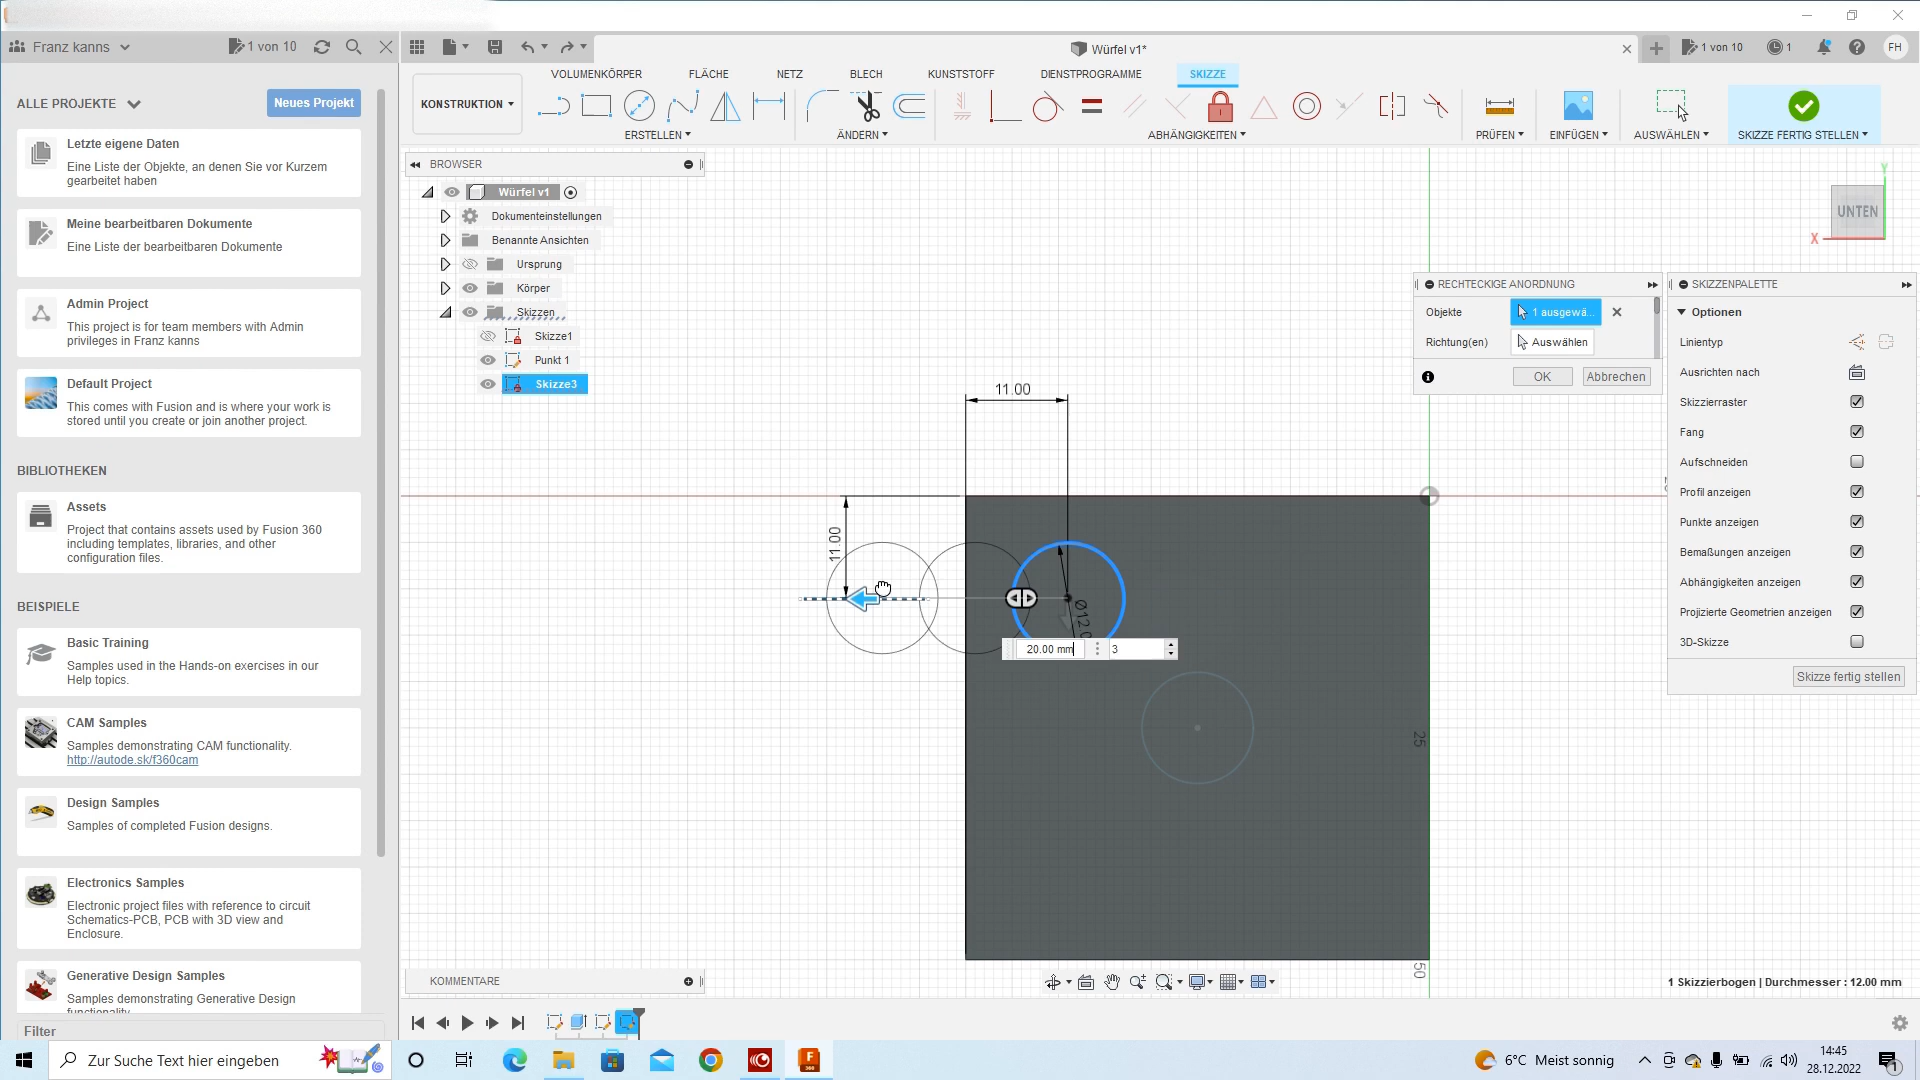 Franz kanns
1 von 10
Würfel v1*
1 von 10
1
FH
ALLE PROJEKTE
Neues Projekt
Letzte eigene Daten
Eine Liste der Objekte, an denen Sie vor Kurzem
gearbeitet haben
Meine bearbeitbaren Dokumente
Eine Liste der bearbeitbaren Dokumente
Admin Project
This project is for team members with Admin
privileges in Franz kanns
Default Project
This comes with Fusion and is where your work is
stored until you create or join another project.
BIBLIOTHEKEN
Assets
Project that contains assets used by Fusion 360
including templates, libraries, and other
configuration files.
BEISPIELE
Basic Training
Samples used in the Hands-on exercises in our
Help topics.
CAM Samples
Samples demonstrating CAM functionality.
http://autode.sk/f360cam
Design Samples
Samples of completed Fusion designs.
Electronics Samples
Electronic project files with reference to circuit
Schematics-PCB, PCB with 3D view and
Enclosure.
Generative Design Samples
Samples demonstrating Generative Design
functionality.
Filter
KONSTRUKTION
VOLUMENKÖRPER
FLÄCHE
NETZ
BLECH
KUNSTSTOFF
DIENSTPROGRAMME
SKIZZE
ERSTELLEN
ÄNDERN
ABHÄNGIGKEITEN
PRÜFEN
EINFÜGEN
AUSWÄHLEN
SKIZZE FERTIG STELLEN
BROWSER
Würfel v1
Dokumenteinstellungen
Benannte Ansichten
Ursprung
Körper
Skizzen
Skizze1
Punkt 1
Skizze3
Y
UNTEN
X
RECHTECKIGE ANORDNUNG
Objekte
1 ausgewä...
Richtung(en)
Auswählen
OK
Abbrechen
SKIZZENPALETTE
Optionen
Linientyp
Ausrichten nach
Skizzierraster
Fang
Aufschneiden
Profil anzeigen
Punkte anzeigen
Bemaßungen anzeigen
Abhängigkeiten anzeigen
Projizierte Geometrien anzeigen
3D-Skizze
Skizze fertig stellen
11.00
11.00
Ø12.0
20.00 mm
3
25
50
KOMMENTARE
1 Skizzierbogen | Durchmesser : 12.00 mm
Zur Suche Text hier eingeben
6°C Meist sonnig
14:45
28.12.2022
1